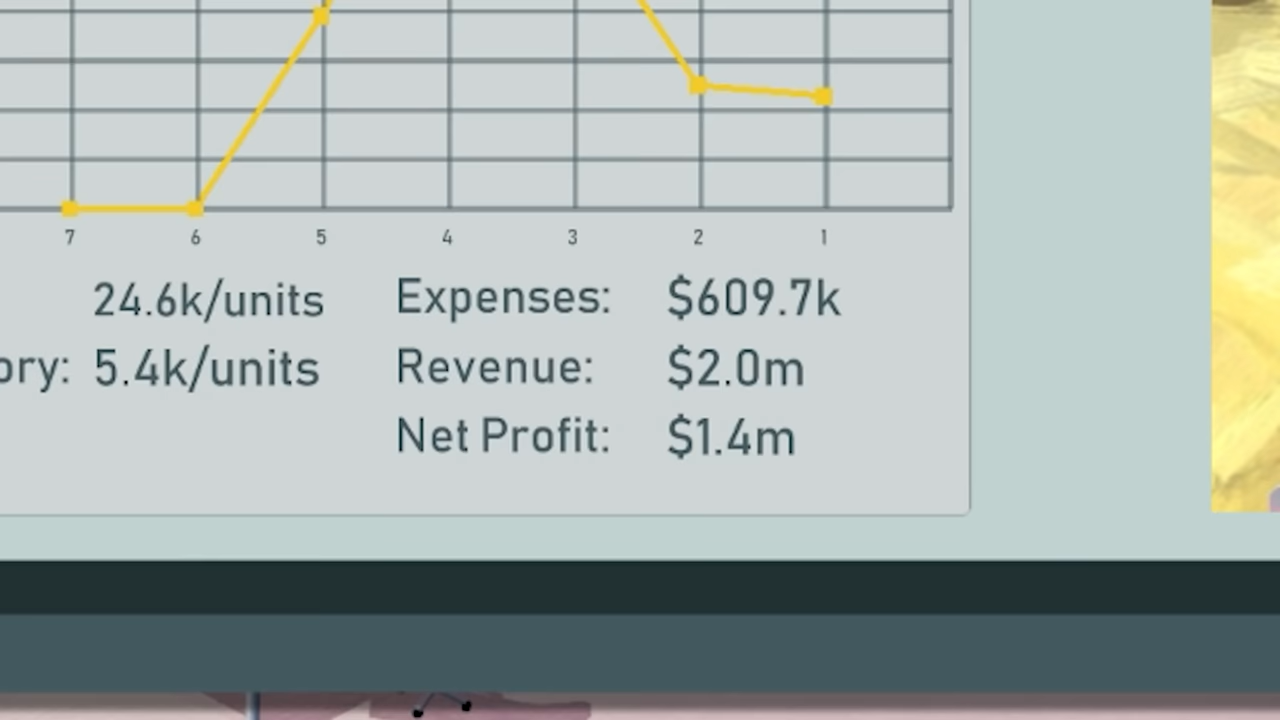 7 6 5 4 3 2 1
24.6k/units Expenses: $609.7k
ory: 5.4k/units Revenue: $2.0m
Net Profit: $1.4m